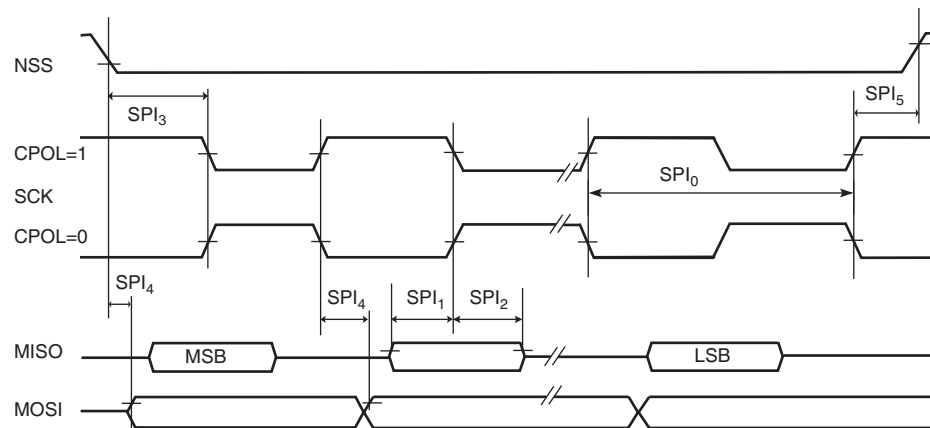 NSS
SPI₃
SPI₅
CPOL=1
SCK
SPI₀
CPOL=0
SPI₄
SPI₄
SPI₁
SPI₂
MISO
MSB
LSB
MOSI